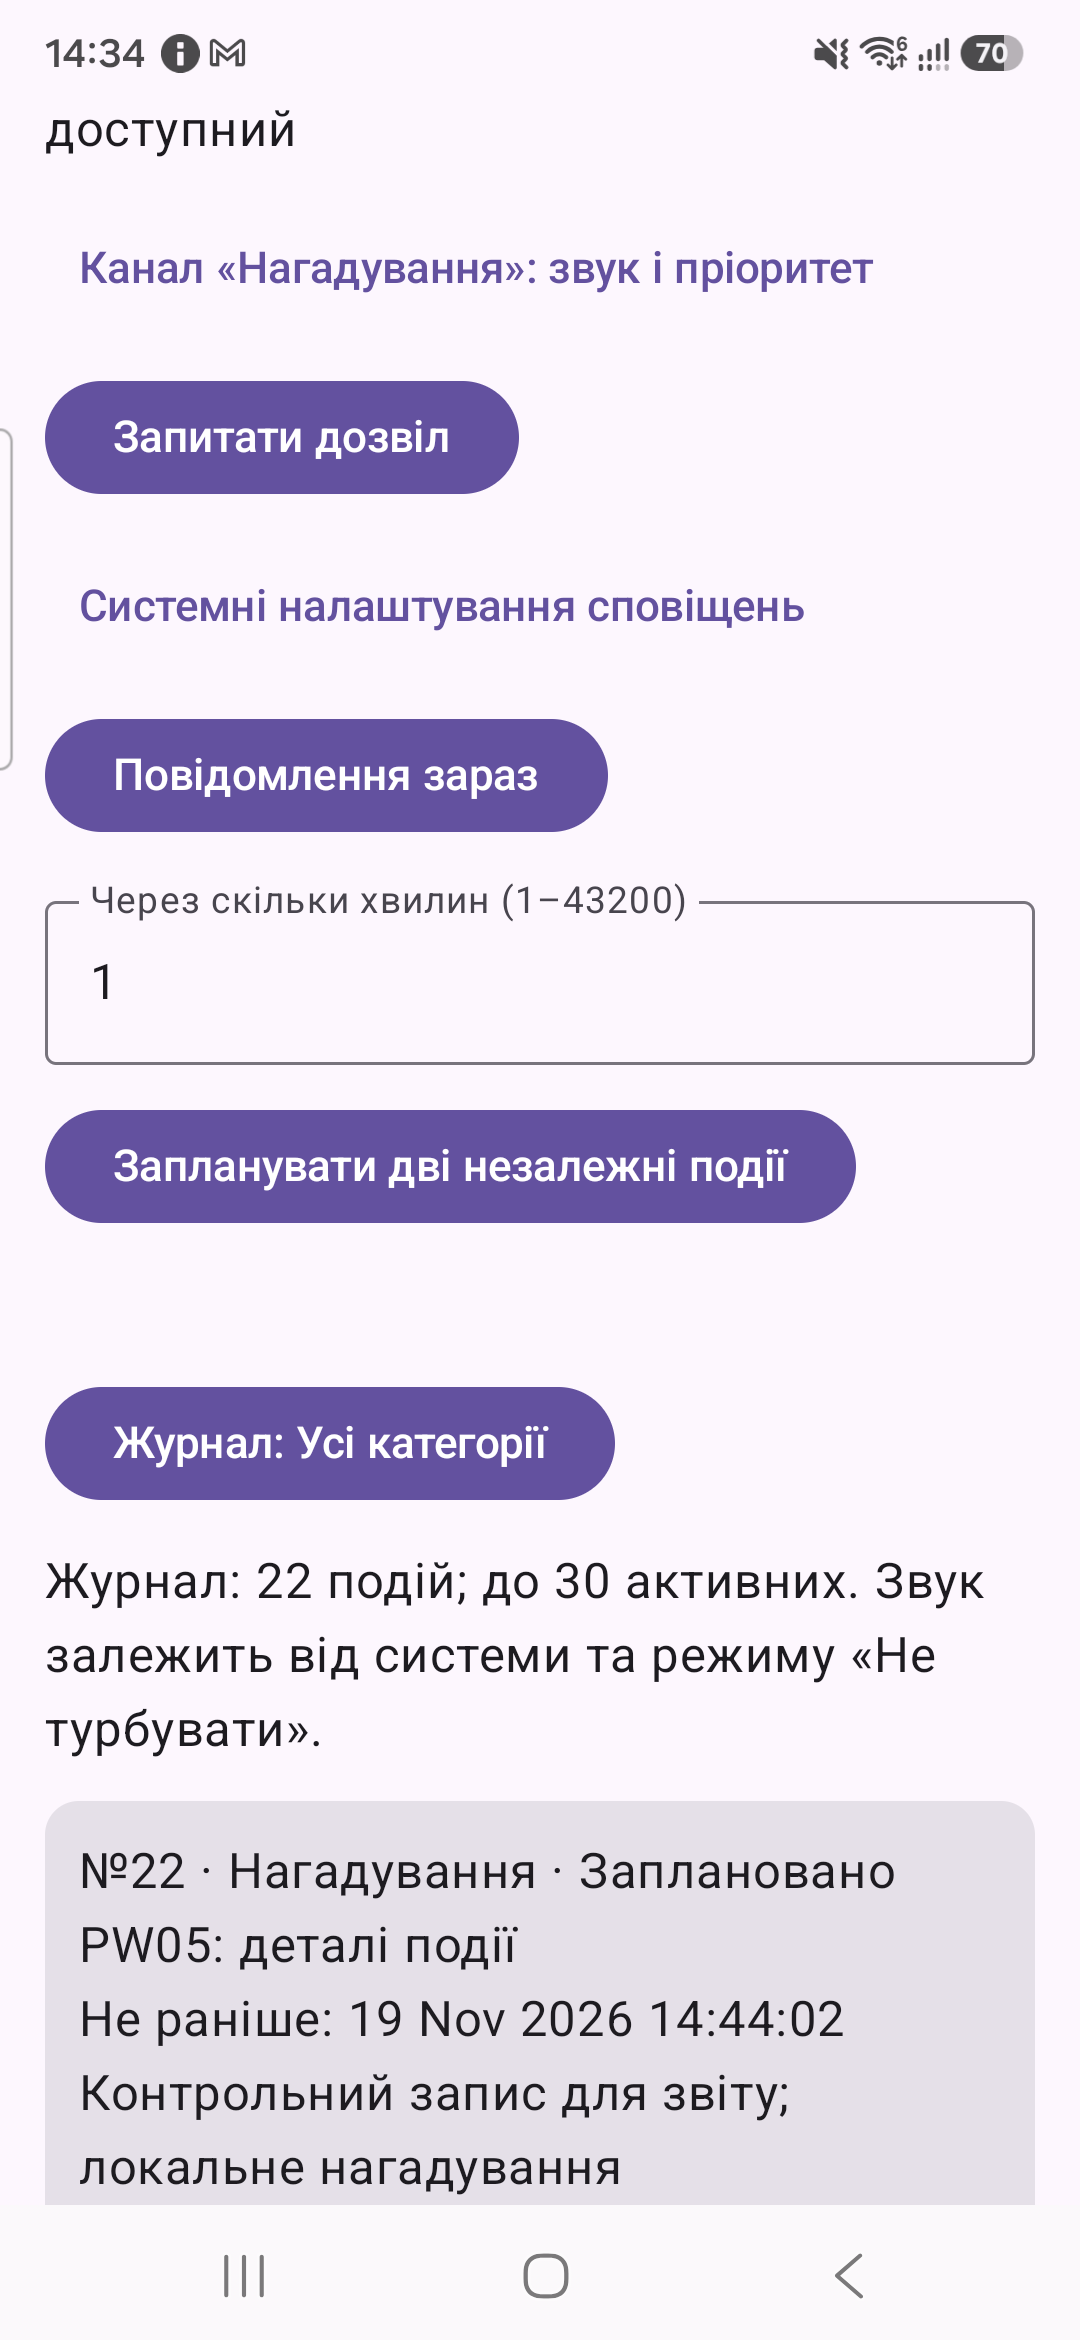 14:34
6
70
доступний
Канал «Нагадування»: звук і пріоритет
Запитати дозвіл
Системні налаштування сповіщень
Повідомлення зараз
Через скільки хвилин (1–43200)
1
Запланувати дві незалежні події
Журнал: Усі категорії
Журнал: 22 подій; до 30 активних. Звук
залежить від системи та режиму «Не
турбувати».
№22 · Нагадування · Заплановано
PW05: деталі події
Не раніше: 19 Nov 2026 14:44:02
Контрольний запис для звіту;
локальне нагадування